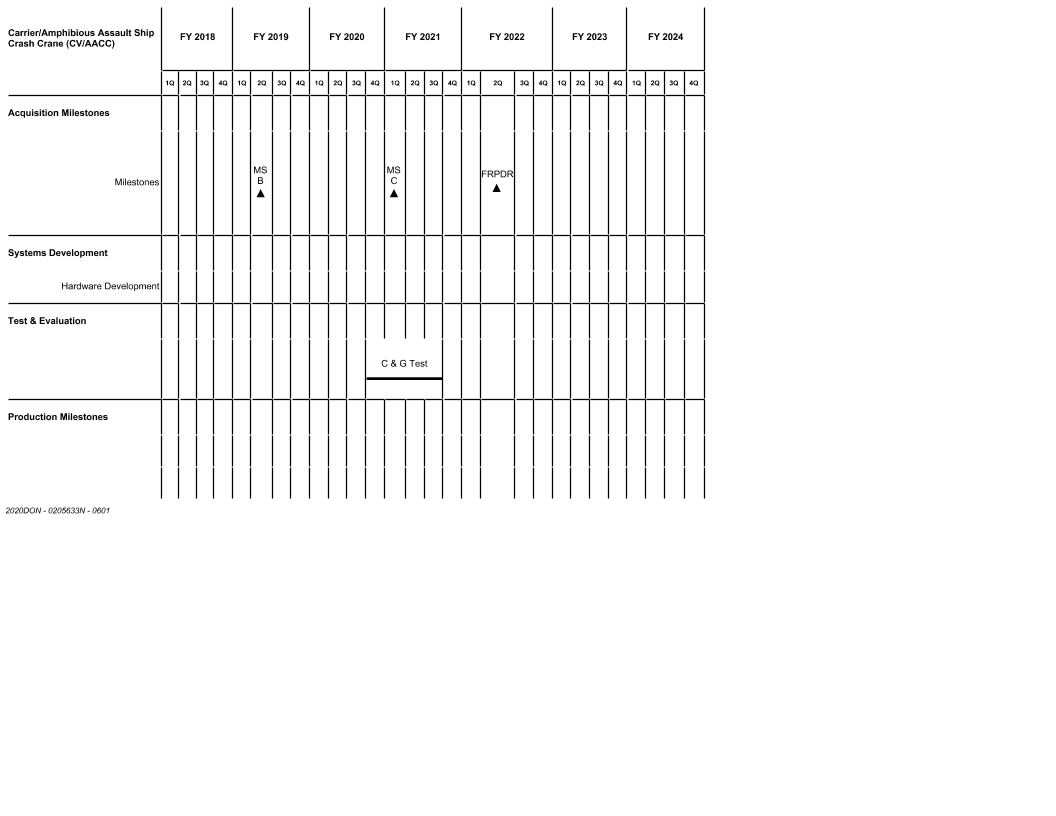 Carrier/Amphibious Assault Ship
Crash Crane (CV/AACC)
FY 2018 FY 2019 FY 2020 FY 2021 FY 2022 FY 2023 FY 2024
1Q 2Q 3Q 4Q 1Q 2Q 3Q 4Q 1Q 2Q 3Q 4Q 1Q 2Q 3Q 4Q 1Q 2Q 3Q 4Q 1Q 2Q 3Q 4Q 1Q 2Q 3Q 4Q
Acquisition Milestones
Milestones
MS
B
MS
C
FRPDR
Systems Development
Hardware Development
Test & Evaluation
C & G Test
Production Milestones
2020DON - 0205633N - 0601